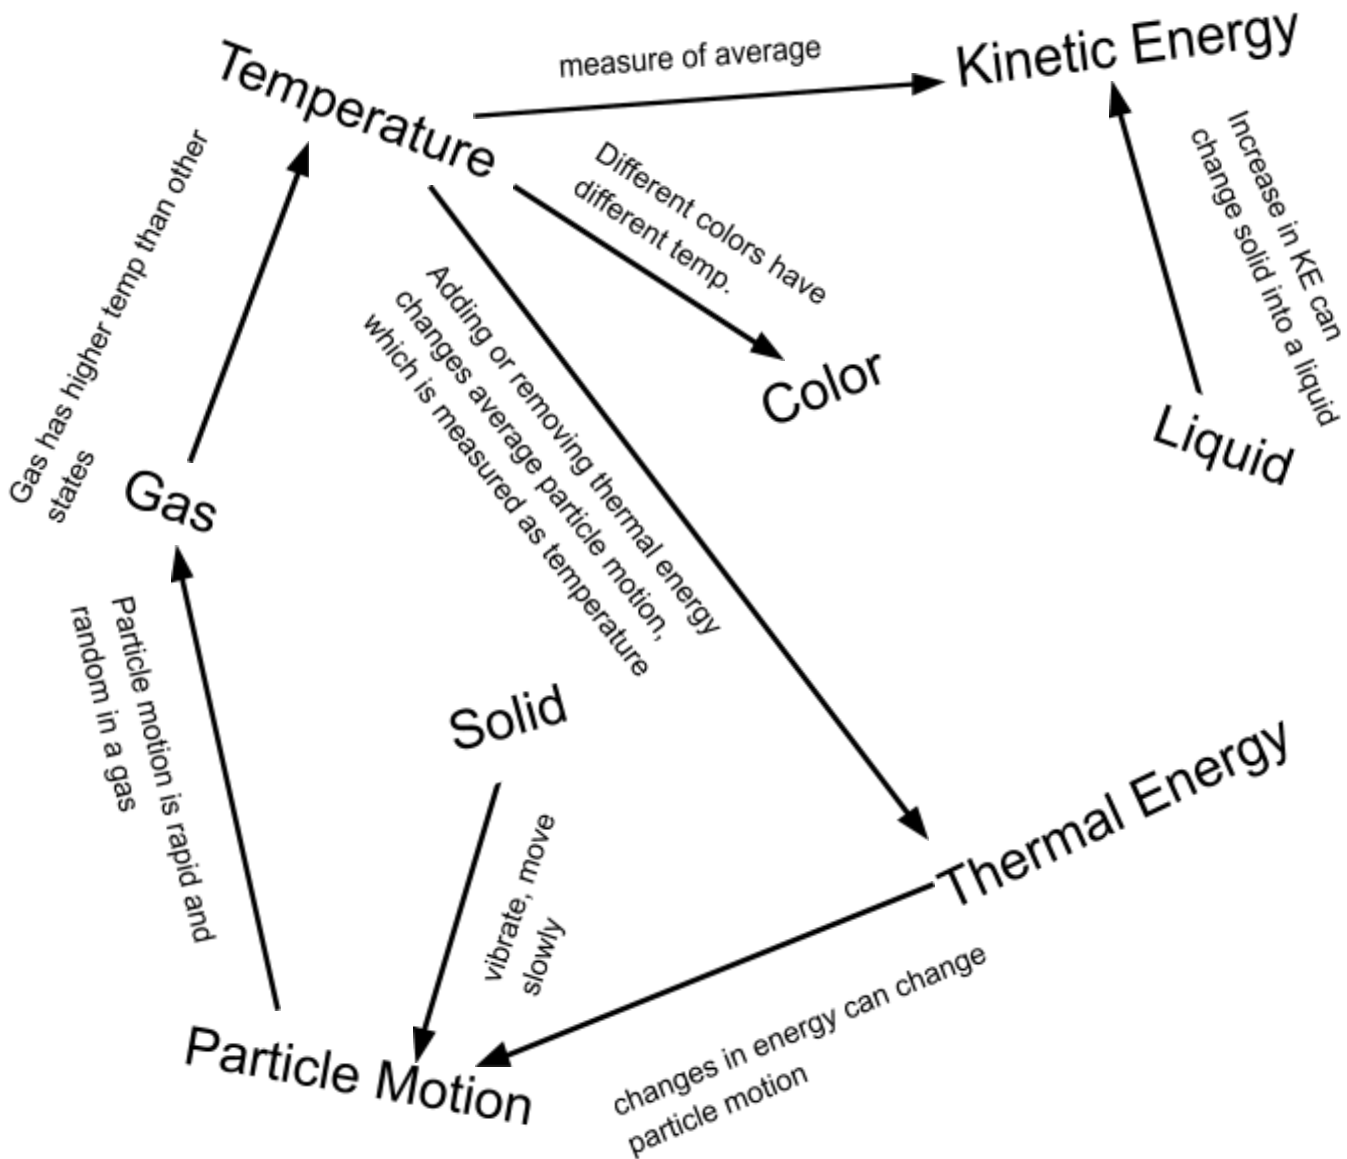 Temperature
measure of average
Kinetic Energy
Different colors have
different temp.
Increase in KE can
change solid into a liquid
Gas has higher temp than other
states
Adding or removing thermal energy
changes average particle motion,
which is measured as temperature
Color
Liquid
Gas
Particle motion is rapid and
random in a gas
Solid
vibrate, move
slowly
Thermal Energy
changes in energy can change
particle motion
Particle Motion